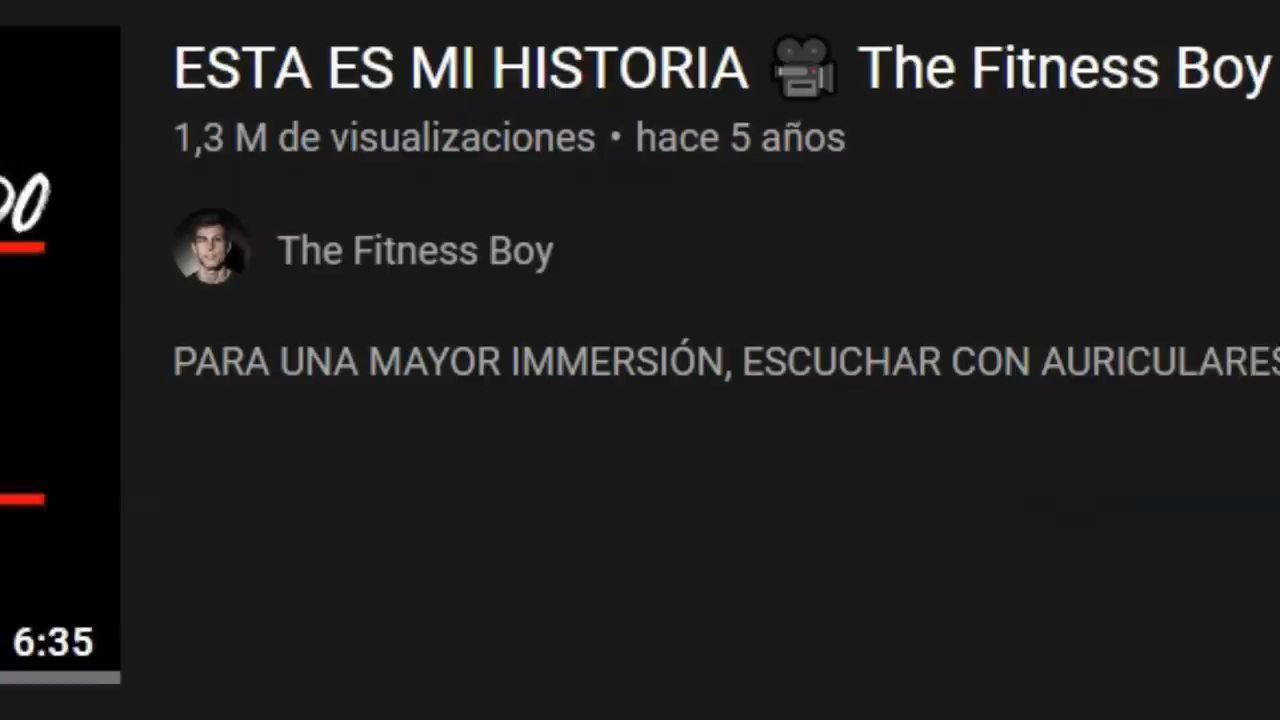 ESTA ES MI HISTORIA 🎥 The Fitness Boy
1,3 M de visualizaciones • hace 5 años
The Fitness Boy
PARA UNA MAYOR IMMERSIÓN, ESCUCHAR CON AURICULARES
6:35